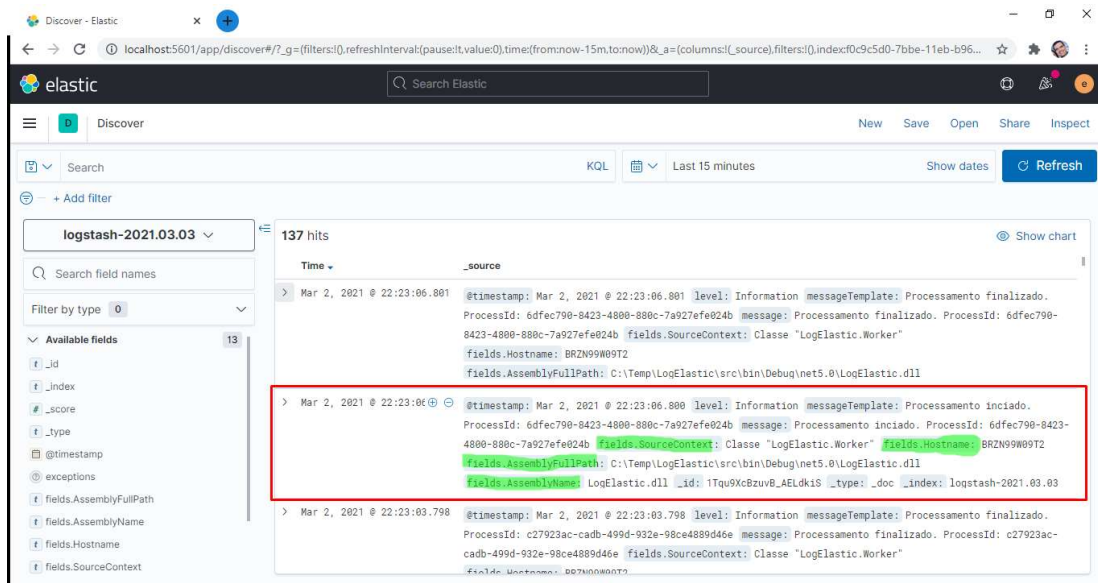 Discover - Elastic
localhost:5601/app/discover#/?_g=(filters:!(),refreshInterval:(pause:!t,value:0),time:(from:now-15m,to:now))&_a=(columns:!(_source),filters:!(),index:f0c9c5d0-7bbe-11eb-b96...
elastic
Search Elastic
e
D Discover
New Save Open Share Inspect
Search KQL
Last 15 minutes Show dates
Refresh
+ Add filter
logstash-2021.03.03
Search field names
Filter by type 0
Available fields 13
t _id
t _index
# _score
t _type
@timestamp
exceptions
t fields.AssemblyFullPath
t fields.AssemblyName
t fields.Hostname
t fields.SourceContext
137 hits
Show chart
Time _source
Mar 2, 2021 @ 22:23:06.801 @timestamp: Mar 2, 2021 @ 22:23:06.801 level: Information messageTemplate: Processamento finalizado.
ProcessId: 6dfec790-8423-4800-880c-7a927efe024b message: Processamento finalizado. ProcessId: 6dfec790-
8423-4800-880c-7a927efe024b fields.SourceContext: Classe "LogElastic.Worker"
fields.Hostname: BRZN99W09T2
fields.AssemblyFullPath: C:\Temp\LogElastic\src\bin\Debug\net5.0\LogElastic.dll
Mar 2, 2021 @ 22:23:06 @timestamp: Mar 2, 2021 @ 22:23:06.800 level: Information messageTemplate: Processamento inciado.
ProcessId: 6dfec790-8423-4800-880c-7a927efe024b message: Processamento inciado. ProcessId: 6dfec790-8423-
4800-880c-7a927efe024b fields.SourceContext: Classe "LogElastic.Worker" fields.Hostname: BRZN99W09T2
fields.AssemblyFullPath: C:\Temp\LogElastic\src\bin\Debug\net5.0\LogElastic.dll
fields.AssemblyName: LogElastic.dll _id: 1Tqu9XcBzuvB_AELdkiS _type: _doc _index: logstash-2021.03.03
Mar 2, 2021 @ 22:23:03.798 @timestamp: Mar 2, 2021 @ 22:23:03.798 level: Information messageTemplate: Processamento finalizado.
ProcessId: c27923ac-cadb-499d-932e-98ce4889d46e message: Processamento finalizado. ProcessId: c27923ac-
cadb-499d-932e-98ce4889d46e fields.SourceContext: Classe "LogElastic.Worker"
fields.Hostname: BRZN99W09T2